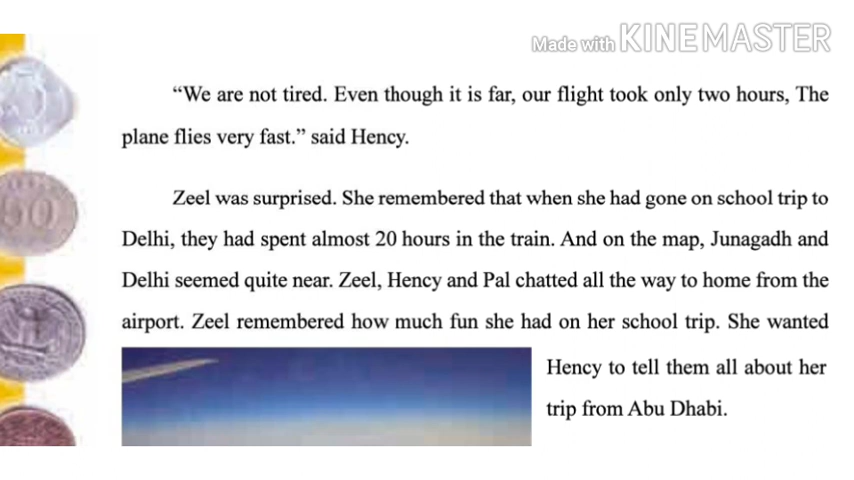 Made with KINEMASTER
“We are not tired. Even though it is far, our flight took only two hours, The
plane flies very fast.” said Hency.
Zeel was surprised. She remembered that when she had gone on school trip to
Delhi, they had spent almost 20 hours in the train. And on the map, Junagadh and
Delhi seemed quite near. Zeel, Hency and Pal chatted all the way to home from the
airport. Zeel remembered how much fun she had on her school trip. She wanted
Hency to tell them all about her
trip from Abu Dhabi.